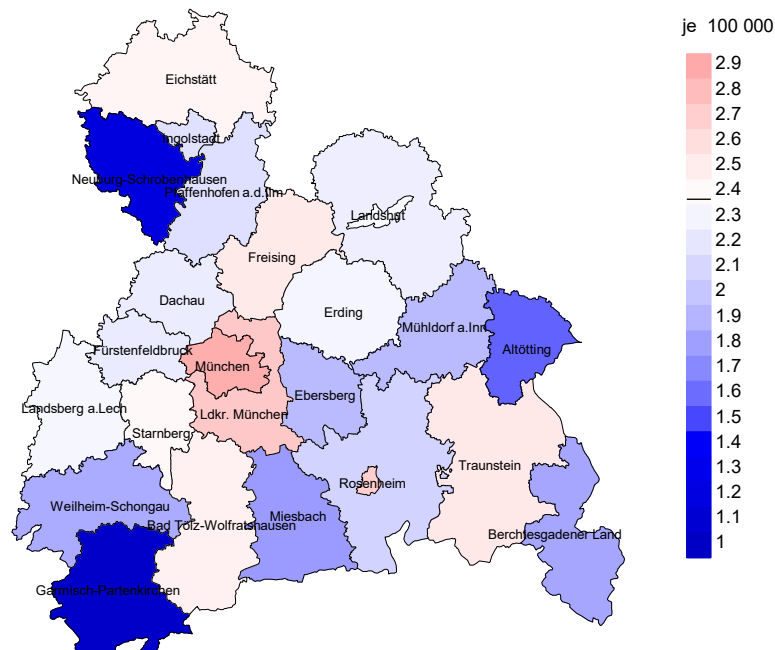 je 100 000
2.9
2.8
2.7
2.6
2.5
2.4
2.3
2.2
2.1
2
1.9
1.8
1.7
1.6
1.5
1.4
1.3
1.2
1.1
1
Eichstätt
Ingolstadt
Neuburg-Schrobenhausen
Pfaffenhofen a.d.Ilm
Landshst
Freising
Dachau
Erding
Mühldorf a.Inn
Altötting
Fürstenfeldbruck
München
Ebersberg
Landsberg a.Lech
Ldkr. München
Starnberg
Traunstein
Rosenheim
Weilheim-Schongau
Miesbach
Bad Tölz-Wolfratshausen
Berchtesgadener Land
Garmisch-Partenkirchen